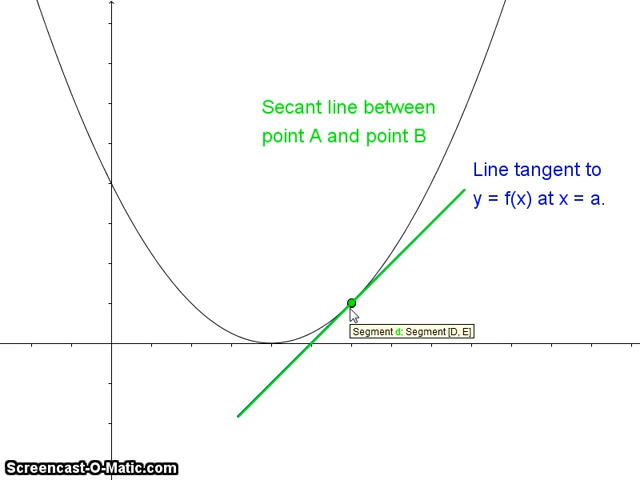 Secant line between
point A and point B
Line tangent to
y = f(x) at x = a.
Segment d: Segment [D, E]
Screencast-O-Matic.com